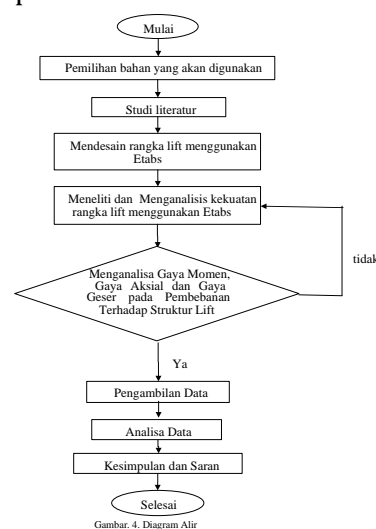 Mulai
Pemilihan bahan yang akan digunakan
Studi literatur
Mendesain rangka lift menggunakan
Etabs
Meneliti dan Menganalisis kekuatan
rangka lift menggunakan Etabs
Menganalisa Gaya Momen,
Gaya Aksial dan Gaya
Geser pada Pembebanan
Terhadap Struktur Lift
tidak
Ya
Pengambilan Data
Analisa Data
Kesimpulan dan Saran
Selesai
Gambar. 4. Diagram Alir